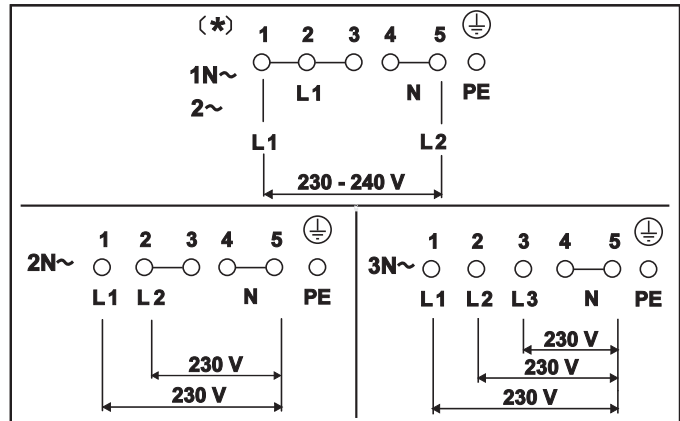 (*) 1 2 3 4 5
1N~ L1 N PE
2~
L1 L2
230 - 240 V
1 2 3 4 5
2N~
L1 L2 N PE
230 V
230 V
1 2 3 4 5
3N~
L1 L2 L3 N PE
230 V
230 V
230 V